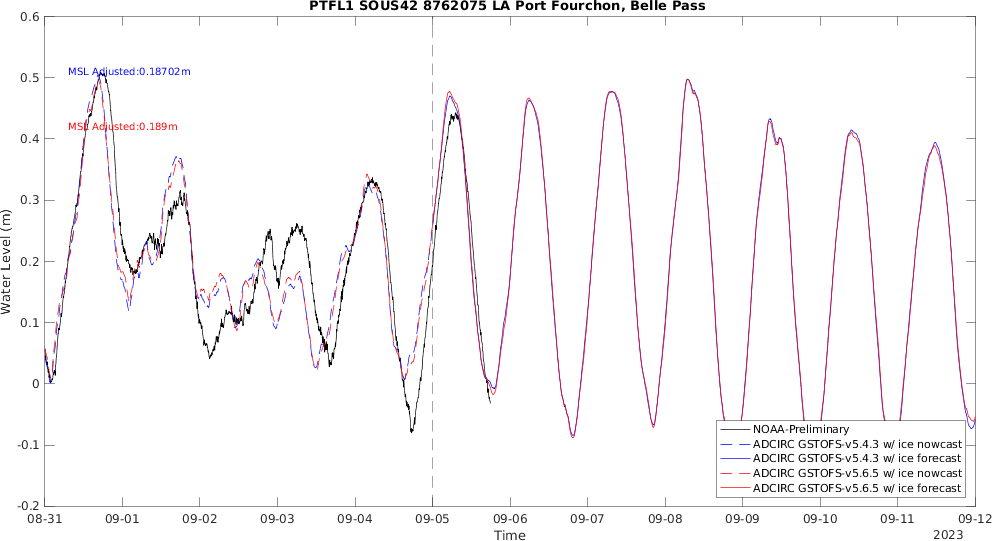 PTFL1 SOUS42 8762075 LA Port Fourchon, Belle Pass
0.6
0.5
0.4
0.3
0.2
0.1
0
-0.1
-0.2
Water Level (m)
MSL Adjusted:0.18702m
MSL Adjusted:0.189m
NOAA-Preliminary
ADCIRC GSTOFS-v5.4.3 w/ ice nowcast
ADCIRC GSTOFS-v5.4.3 w/ ice forecast
ADCIRC GSTOFS-v5.6.5 w/ ice nowcast
ADCIRC GSTOFS-v5.6.5 w/ ice forecast
08-31 09-01 09-02 09-03 09-04 09-05 09-06 09-07 09-08 09-09 09-10 09-11 09-12
Time
2023